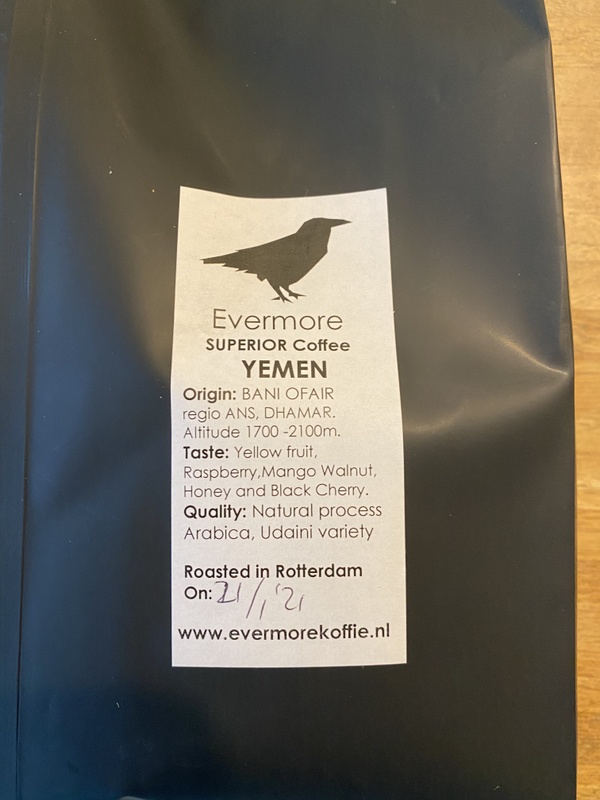 Evermore
SUPERIOR Coffee
YEMEN
Origin: BANI OFAIR
regio ANS, DHAMAR.
Altitude 1700 -2100m.
Taste: Yellow fruit,
Raspberry,Mango Walnut,
Honey and Black Cherry.
Quality: Natural process
Arabica, Udaini variety
Roasted in Rotterdam
On: 21/1 '21
www.evermorekoffie.nl